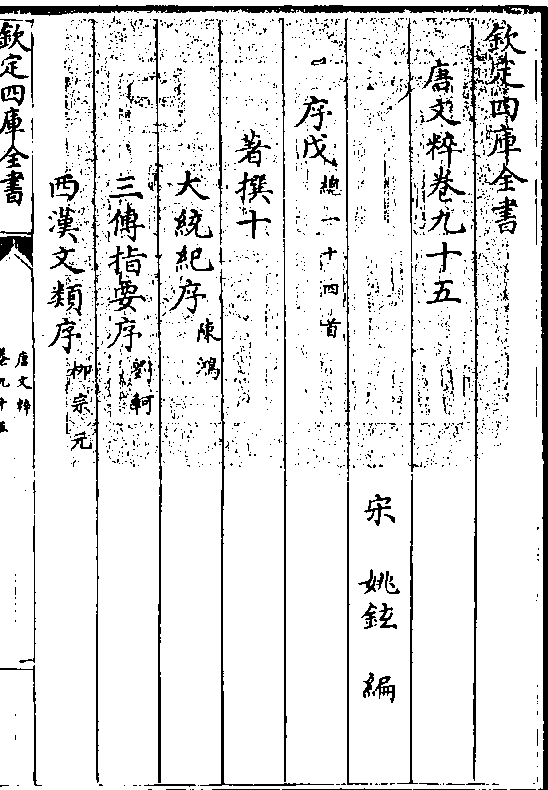 欽定四庫全書
唐文粹卷九十五
宋 姚鉉 編
序戊 總一十四首
著撰十
大統紀序 陳鴻
三傳指要序 劉軻
西漢文類序 柳宗元
欽定四庫全書
唐文粹
卷九十五